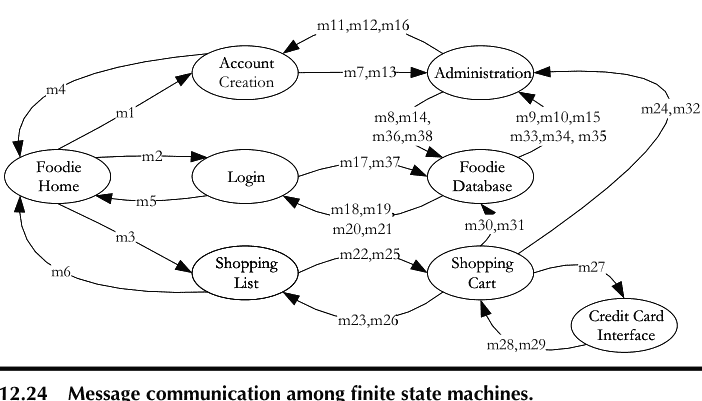 m11,m12,m16
Account
Creation
m7,m13
Administration
m4
m1
m24,m32
m8,m14,
m36,m38
m9,m10,m15
m33,m34, m35
Foodie
Home
m2
Login
m17,m37
Foodie
Database
m5
m18,m19,
m20,m21
m30,m31
m3
m6
Shopping
List
m22,m25
Shopping
Cart
m27
m23,m26
Credit Card
Interface
m28,m29
12.24 Message communication among finite state machines.